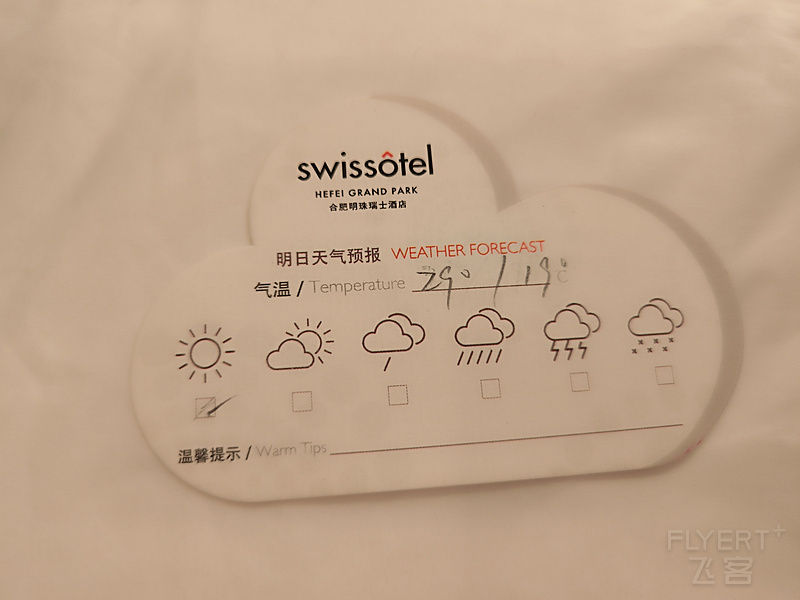 swissôtel
HEFEI GRAND PARK
合肥明珠瑞士酒店
明日天气预报 WEATHER FORECAST
气温 / Temperature 29° / 19° C
温馨提示 / Warm Tips
FLYERT+
飞客